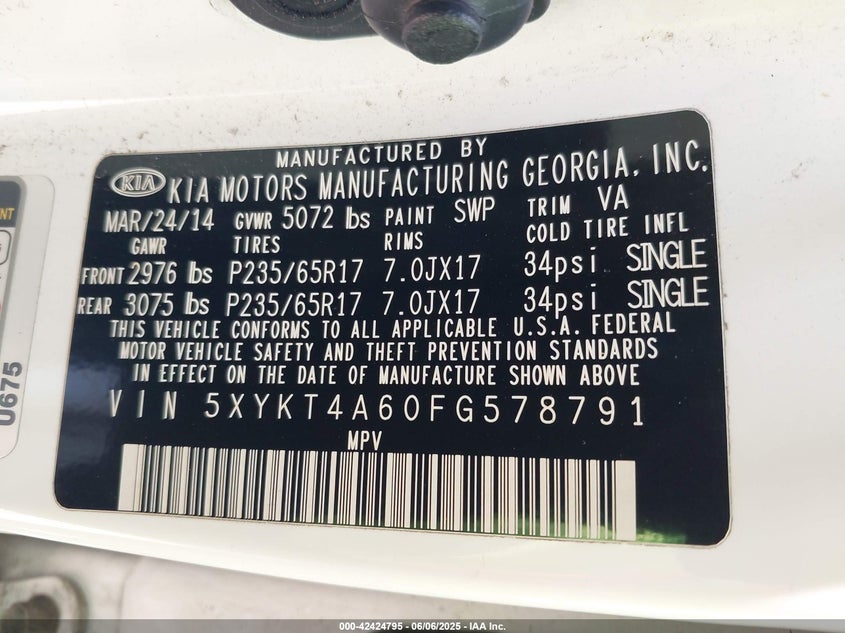 MANUFACTURED BY
KIA KIA MOTORS MANUFACTURING GEORGIA, INC.
MAR/24/14 GVWR 5072 lbs PAINT SWP TRIM VA
GAWR TIRES RIMS COLD TIRE INFL
FRONT 2976 lbs P235/65R17 7.0JX17 34psi SINGLE
REAR 3075 lbs P235/65R17 7.0JX17 34psi SINGLE
THIS VEHICLE CONFORMS TO ALL APPLICABLE U.S.A. FEDERAL
MOTOR VEHICLE SAFETY AND THEFT PREVENTION STANDARDS
IN EFFECT ON THE DATE OF MANUFACTURE SHOWN ABOVE
VIN 5XYKT4A60FG578791
MPV
NT
0675
000-42424795 - 06/06/2025 - IAA Inc.